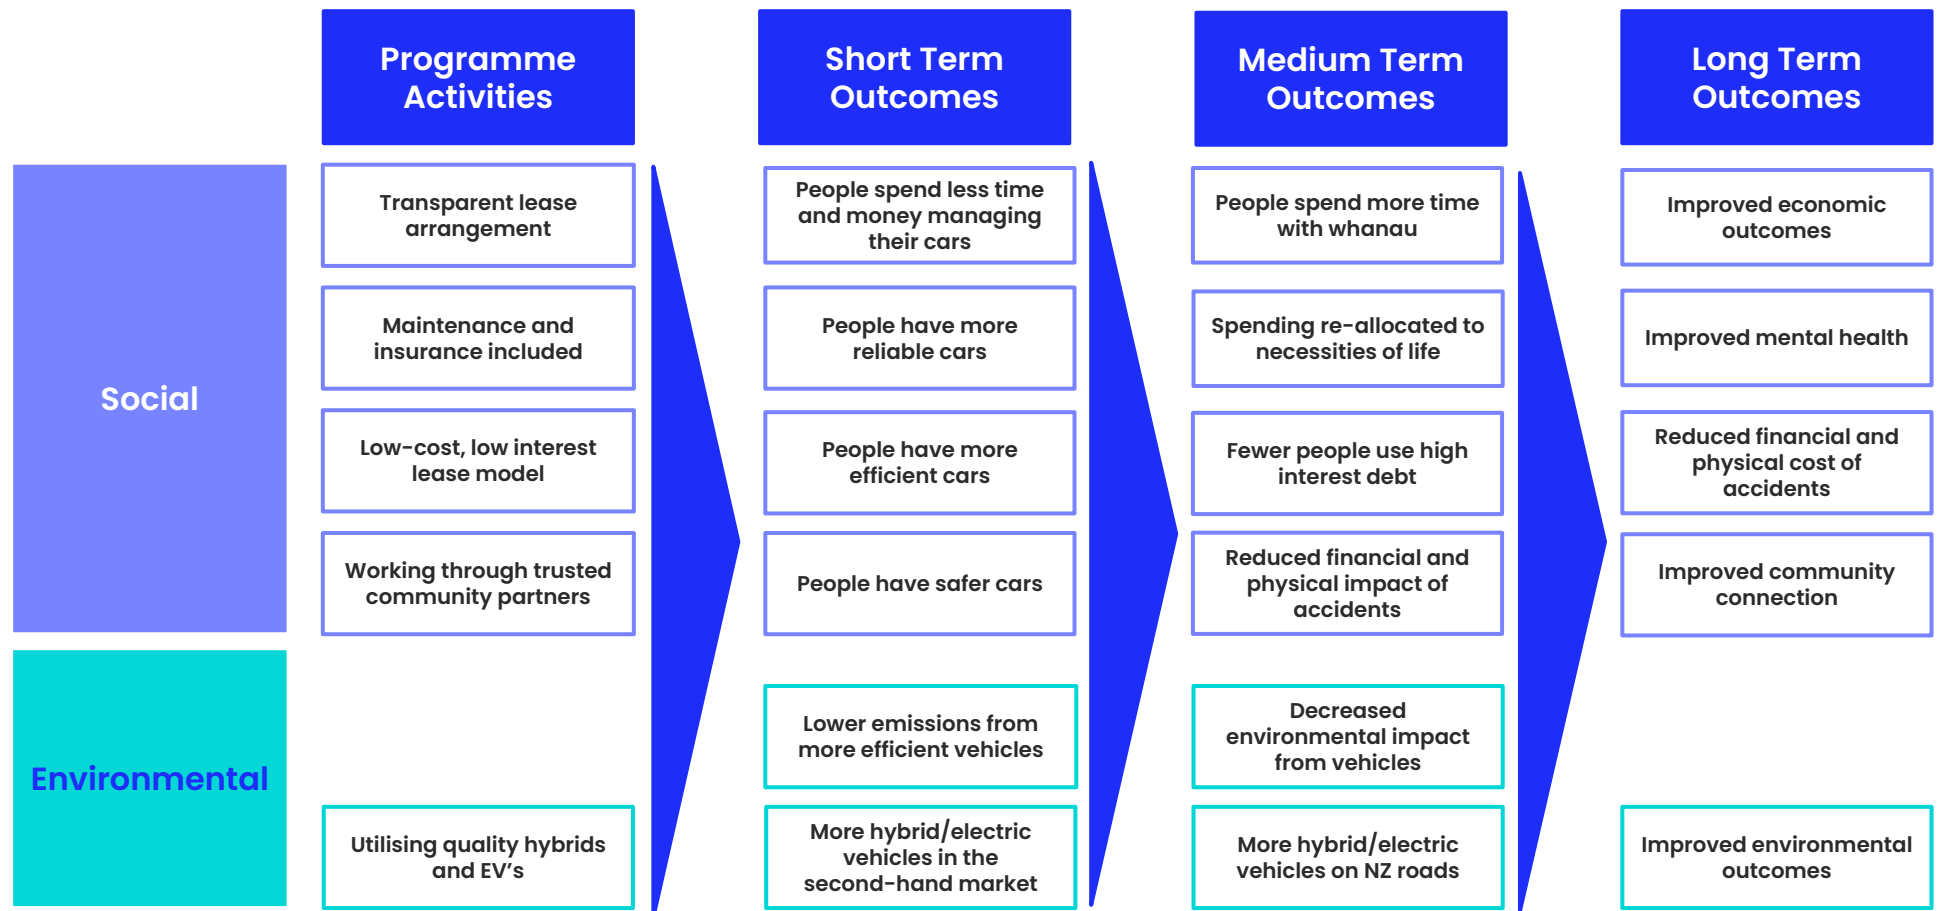 Programme
Activities
Short Term
Outcomes
Medium Term
Outcomes
Long Term
Outcomes
Social
Transparent lease
arrangement
People spend less time
and money managing
their cars
People spend more time
with whanau
Improved economic
outcomes
Maintenance and
insurance included
People have more
reliable cars
Spending re-allocated to
necessities of life
Improved mental health
Low-cost, low interest
lease model
People have more
efficient cars
Fewer people use high
interest debt
Reduced financial and
physical cost of
accidents
Working through trusted
community partners
People have safer cars
Reduced financial and
physical impact of
accidents
Improved community
connection
Environmental
Lower emissions from
more efficient vehicles
Decreased
environmental impact
from vehicles
Utilising quality hybrids
and EV's
More hybrid/electric
vehicles in the
second-hand market
More hybrid/electric
vehicles on NZ roads
Improved environmental
outcomes